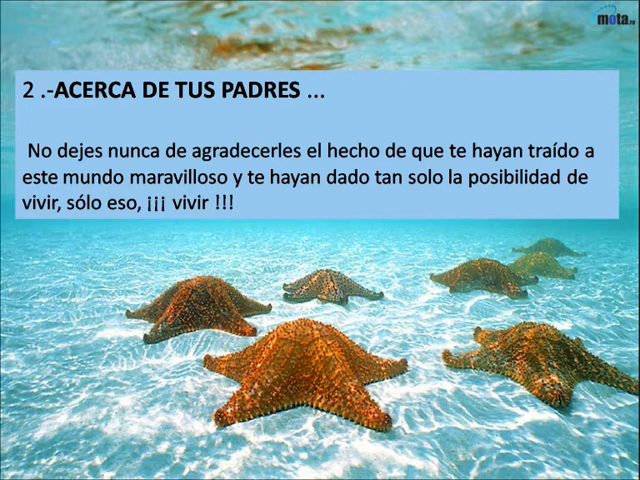 mota.ru
2 .-ACERCA DE TUS PADRES ...
No dejes nunca de agradecerles el hecho de que te hayan traído a
este mundo maravilloso y te hayan dado tan solo la posibilidad de
vivir, sólo eso, ¡¡¡ vivir !!!